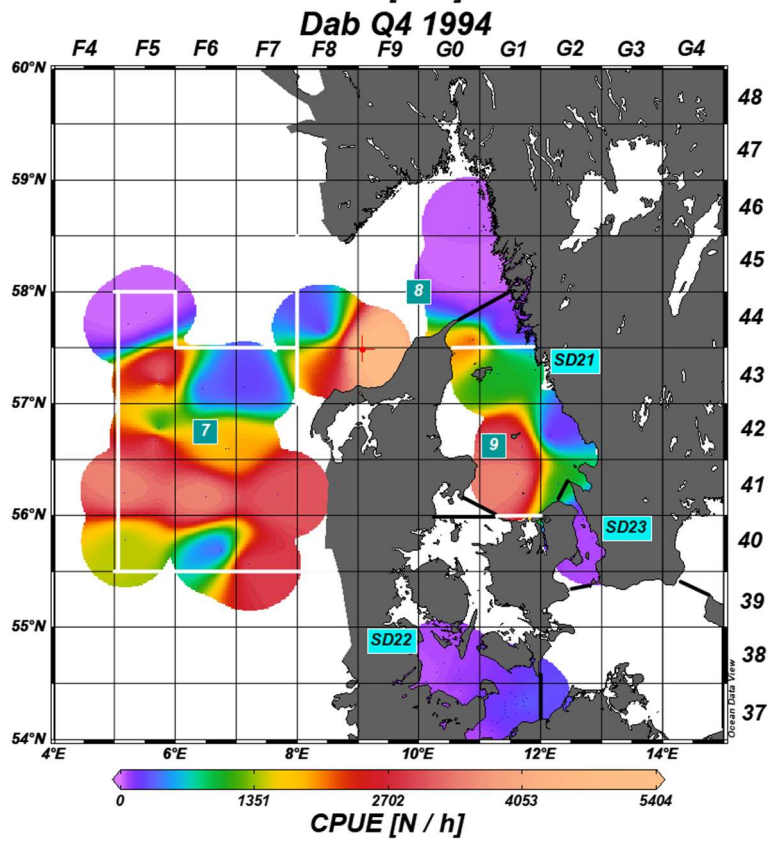 Dab Q4 1994
F4 F5 F6 F7 F8 F9 G0 G1 G2 G3 G4
60°N
48
47
59°N
46
45
58°N
8
44
SD21
43
57°N
7
9
42
41
56°N
SD23
40
39
55°N
SD22
38
37
54°N
Ocean Data View
4°E 6°E 8°E 10°E 12°E 14°E
0 1351 2702 4053 5404
CPUE [N / h]